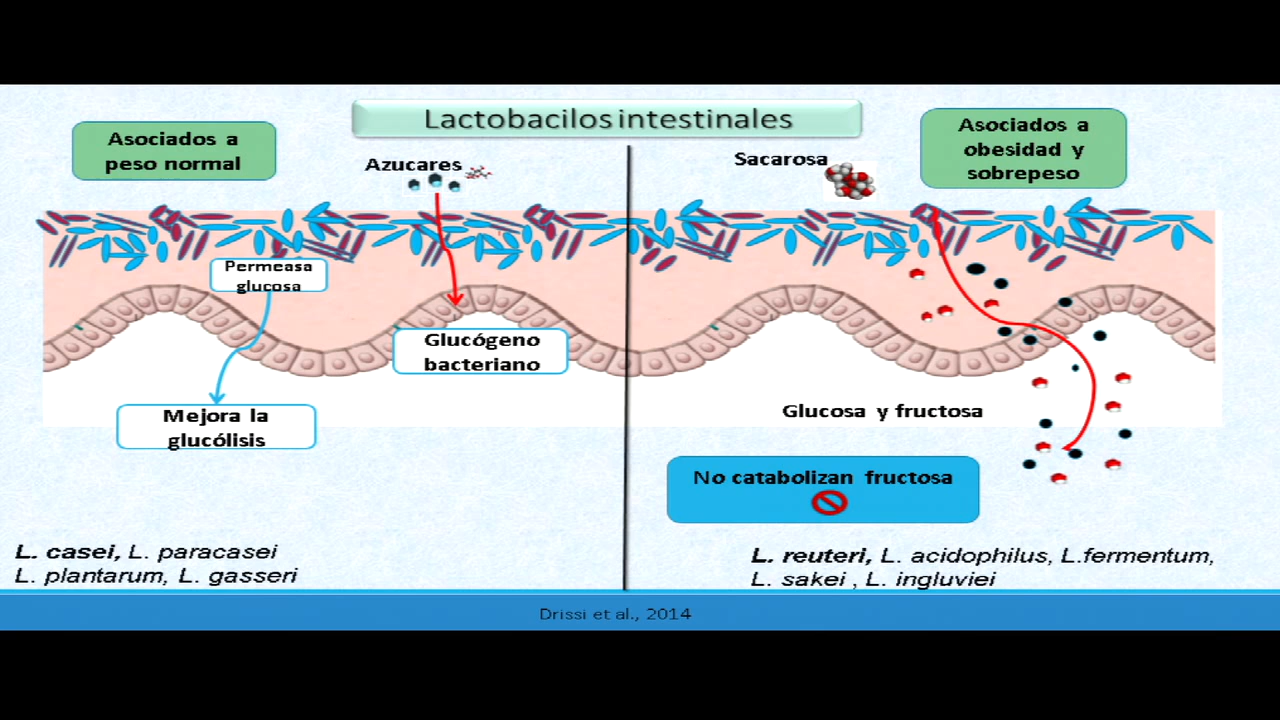 Lactobacilos intestinales
Asociados a
peso normal
Azucares
Permeasa
glucosa
Glucógeno
bacteriano
Mejora la
glucólisis
L. casei, L. paracasei
L. plantarum, L. gasseri
Sacarosa
Asociados a
obesidad y
sobrepeso
Glucosa y fructosa
No catabolizan fructosa
L. reuteri, L. acidophilus, L.fermentum,
L. sakei , L. ingluviei
Drissi et al., 2014